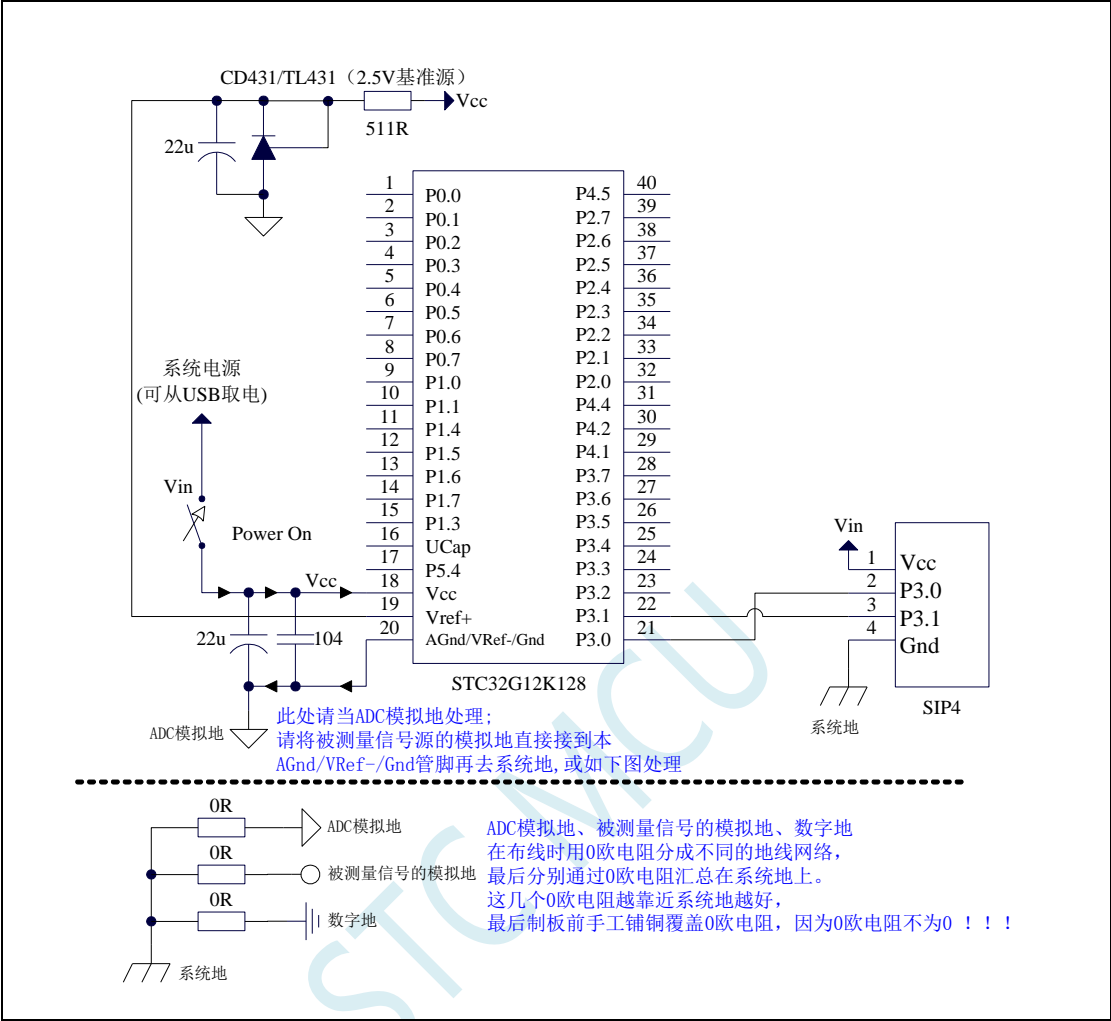 CD431/TL431（2.5V基准源）
Vcc
511R
22u
1
2
3
4
5
6
7
8
9
10
11
12
13
14
15
16
17
18
19
20
P0.0
P0.1
P0.2
P0.3
P0.4
P0.5
P0.6
P0.7
P1.0
P1.1
P1.4
P1.5
P1.6
P1.7
P1.3
UCap
P5.4
Vcc
Vref+
AGnd/VRef-/Gnd
P4.5
P2.7
P2.6
P2.5
P2.4
P2.3
P2.2
P2.1
P2.0
P4.4
P4.2
P4.1
P3.7
P3.6
P3.5
P3.4
P3.3
P3.2
P3.1
P3.0
40
39
38
37
36
35
34
33
32
31
30
29
28
27
26
25
24
23
22
21
STC32G12K128
系统电源
(可从USB取电)
Vin
Power On
Vcc
22u
104
ADC模拟地
此处请当ADC模拟地处理;
请将被测量信号源的模拟地直接接到本
AGnd/VRef-/Gnd管脚再去系统地,或如下图处理
Vin
1
2
3
4
Vcc
P3.0
P3.1
Gnd
SIP4
系统地
0R
ADC模拟地
0R
被测量信号的模拟地
0R
数字地
系统地
ADC模拟地、被测量信号的模拟地、数字地
在布线时用0欧电阻分成不同的地线网络，
最后分别通过0欧电阻汇总在系统地上。
这几个0欧电阻越靠近系统地越好，
最后制板前手工铺铜覆盖0欧电阻，因为0欧电阻不为0 ！！！
STC MCU